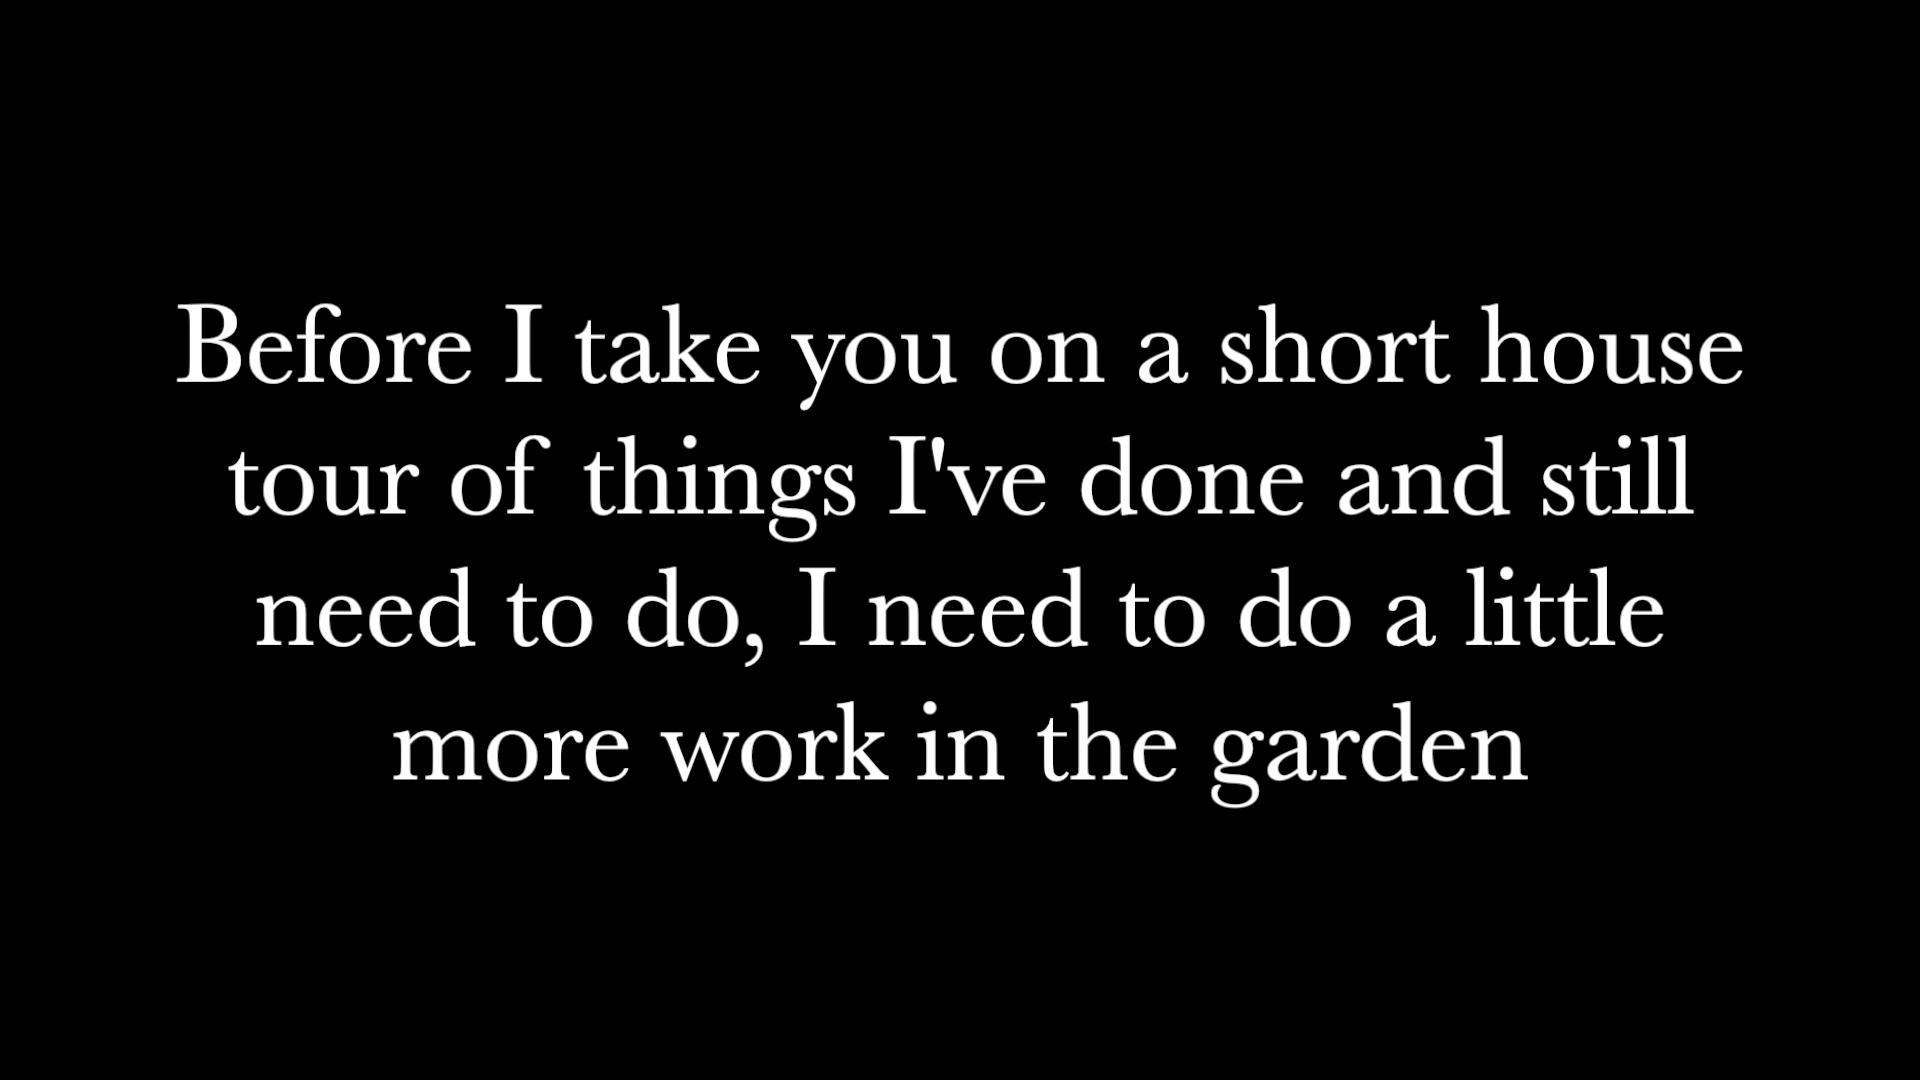 Before I take you on a short house
tour of things I've done and still
need to do, I need to do a little
more work in the garden